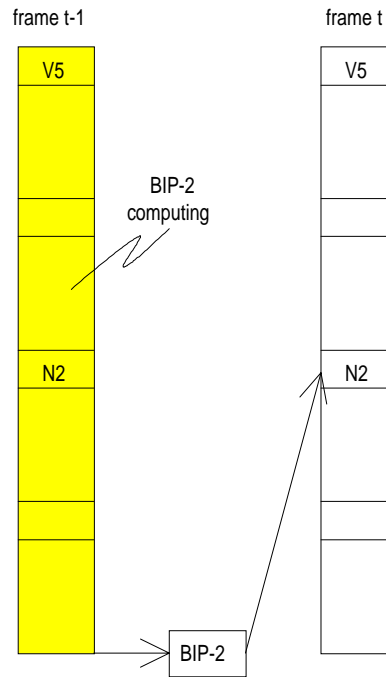 frame t-1
frame t
V5
V5
BIP-2
computing
N2
N2
BIP-2